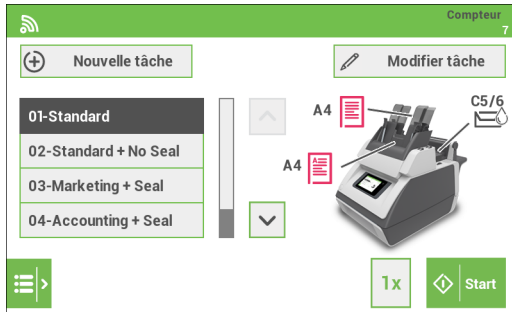 Compteur
7
Nouvelle tâche
Modifier tâche
01-Standard
02-Standard + No Seal
03-Marketing + Seal
04-Accounting + Seal
A4
C5/6
A4
1x
Start